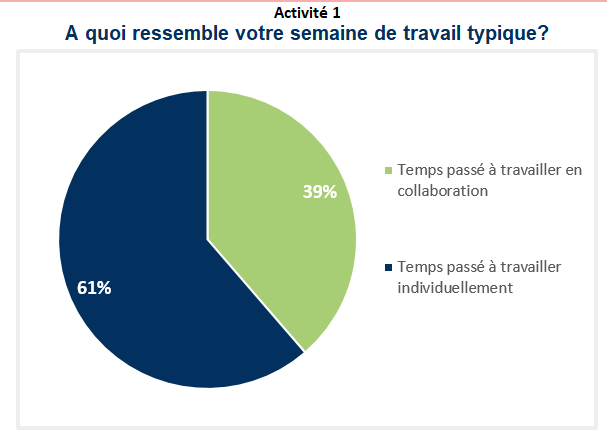 Activité 1
A quoi ressemble votre semaine de travail typique?
39%
61%
Temps passé à travailler en
collaboration
Temps passé à travailler
individuellement